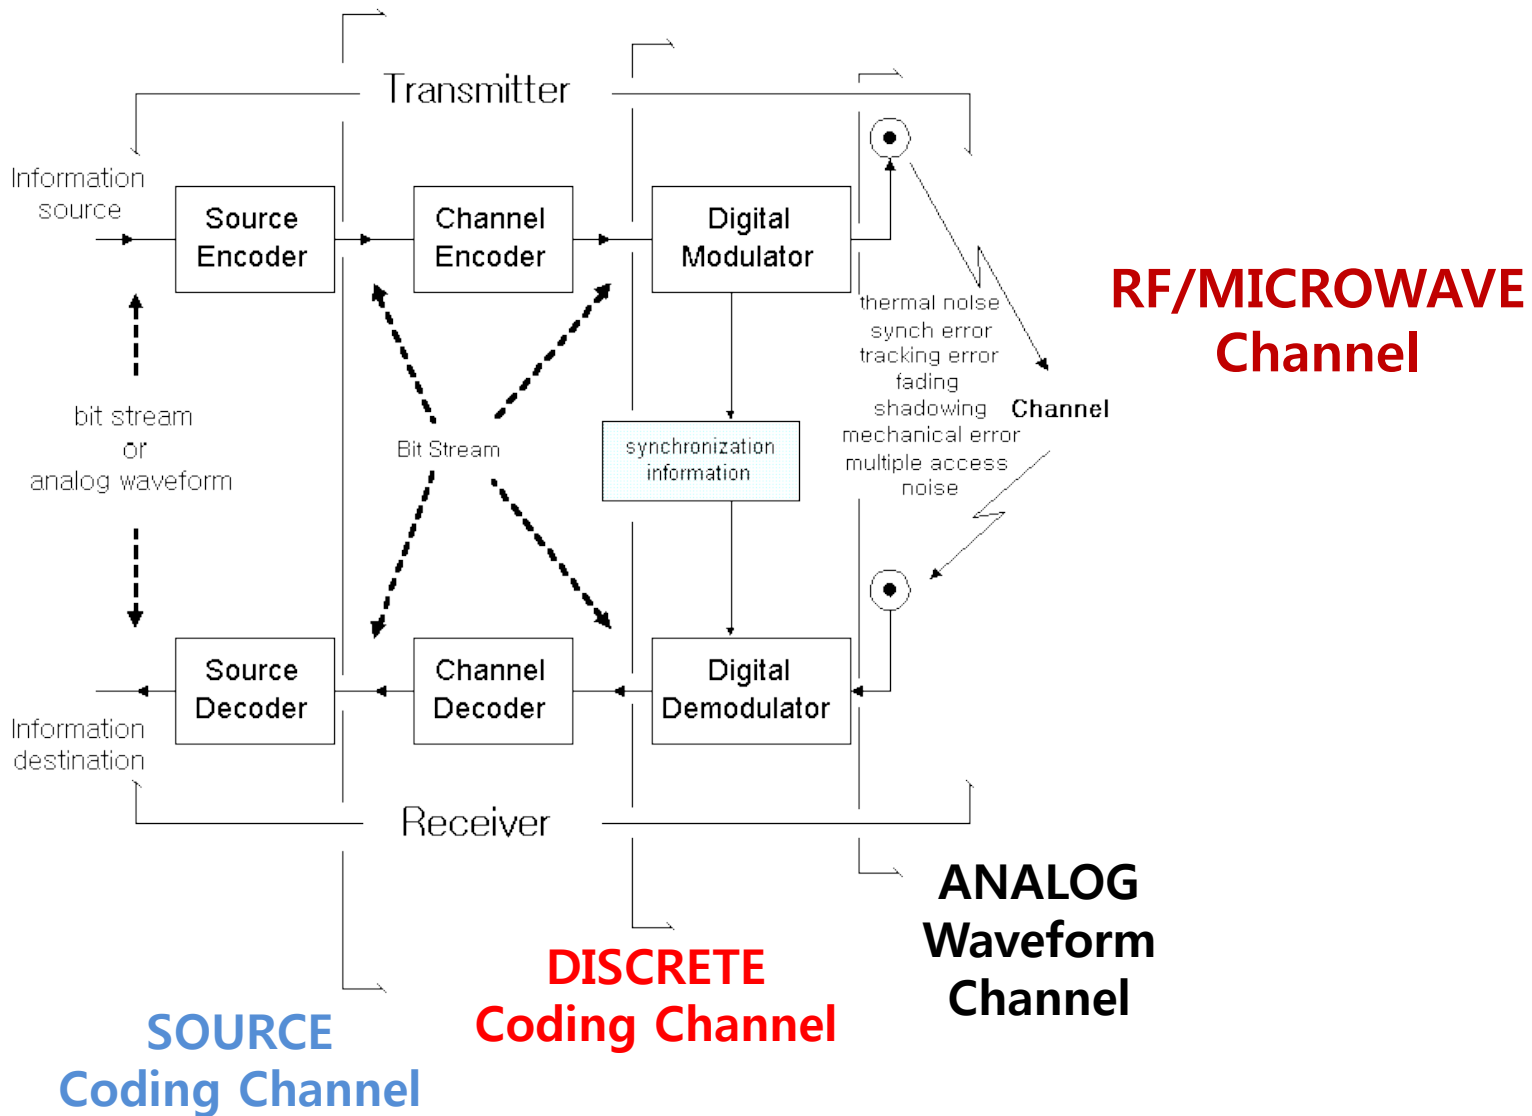 Transmitter
Information
source
Source
Encoder
Channel
Encoder
Digital
Modulator
thermal noise
synch error
tracking error
fading
shadowing
mechanical error
multiple access
noise
Channel
RF/MICROWAVE
Channel
bit stream
or
analog waveform
Bit Stream
synchronization
information
Source
Decoder
Channel
Decoder
Digital
Demodulator
Information
destination
Receiver
ANALOG
Waveform
Channel
DISCRETE
Coding Channel
SOURCE
Coding Channel